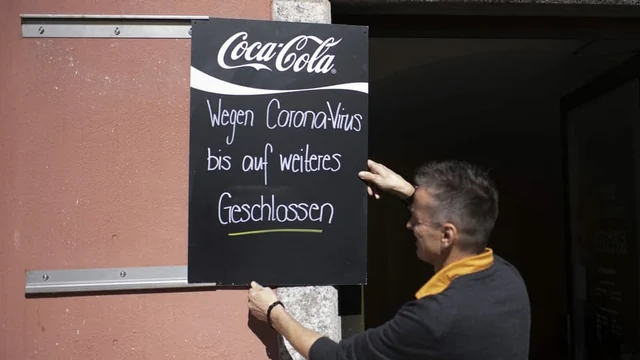 Coca-Cola
Wegen Corona-Virus
bis auf weiteres
Geschlossen